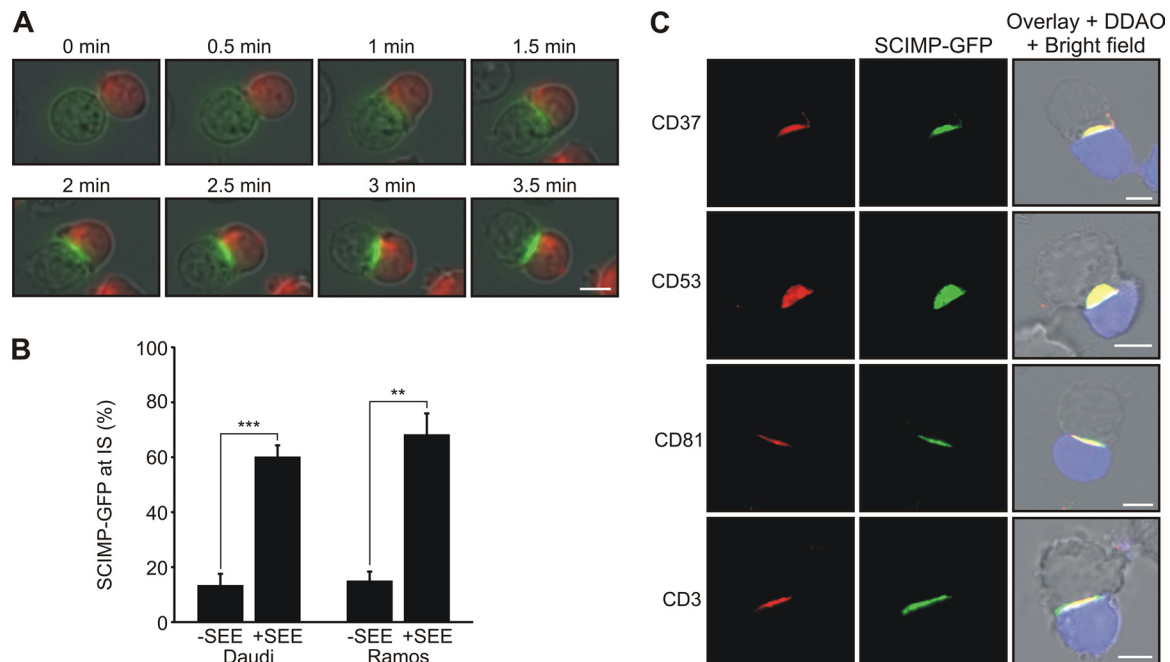 A
0 min 0.5 min 1 min 1.5 min
2 min 2.5 min 3 min 3.5 min
B
SCIMP-GFP at IS (%)
100
80
60
40
20
0
*** **
-SEE +SEE -SEE +SEE
Daudi Ramos
C
SCIMP-GFP
Overlay + DDAO
+ Bright field
CD37
CD53
CD81
CD3